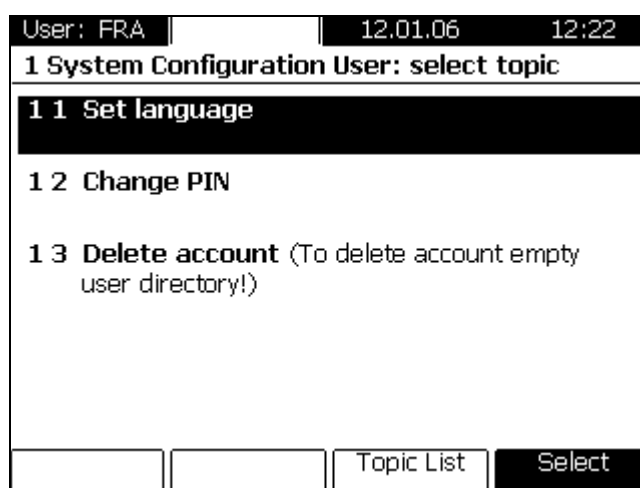 User: FRA 12.01.06 12:22
1 System Configuration User: select topic
1 1 Set language
1 2 Change PIN
1 3 Delete account (To delete account empty
user directory!)
Topic List Select